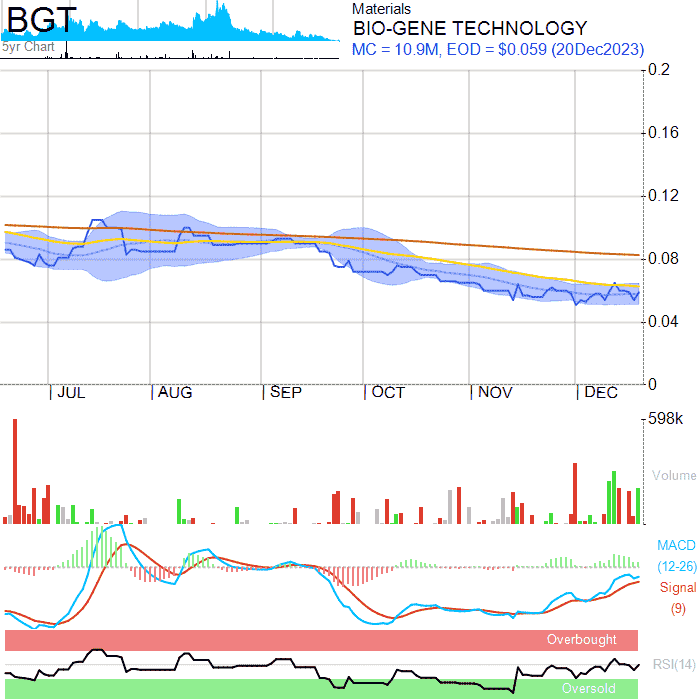 BGT
5yr Chart
Materials
BIO-GENE TECHNOLOGY
MC = 10.9M, EOD = $0.059 (20Dec2023)
0.2
0.16
0.12
0.08
0.04
0
JUL AUG SEP OCT NOV DEC
598k
Volume
MACD
(12-26)
Signal
(9)
Overbought
RSI(14)
Oversold